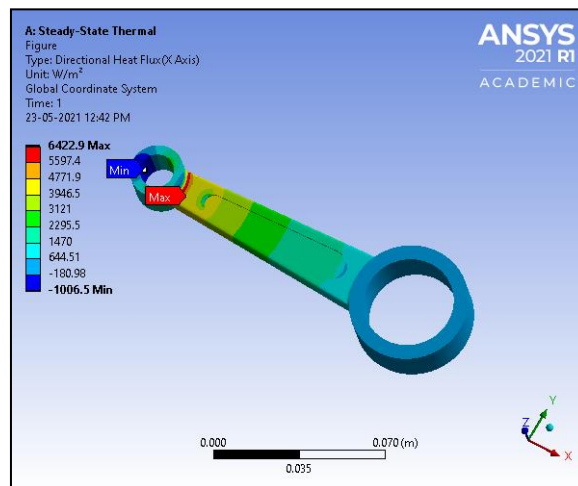 A: Steady-State Thermal
Figure
Type: Directional Heat Flux(X Axis)
Unit: W/m²
Global Coordinate System
Time: 1
23-05-2021 12:42 PM
ANSYS
2021 R1
ACADEMIC
6422.9 Max
5597.4
4771.9
3946.5
3121
2295.5
1470
644.51
-180.98
-1006.5 Min
Min
Max
0.000
0.070 (m)
0.035
Y
Z
X